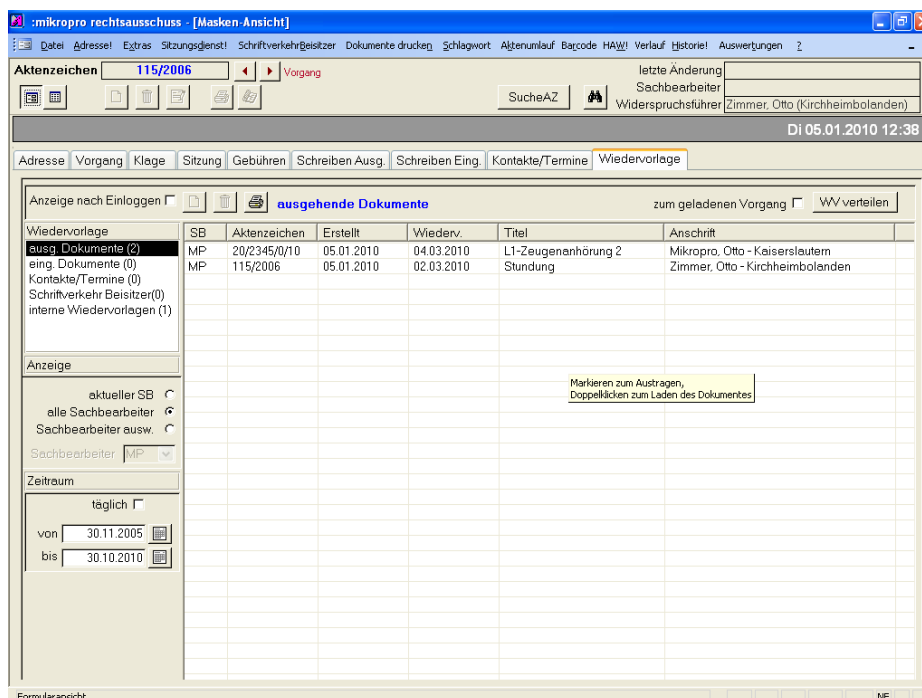 :mikropro rechtsausschuss - [Masken-Ansicht]
Datei Adresse! Extras Sitzungsdienst! SchriftverkehrBeisitzer Dokumente drucken Schlagwort Aktenumlauf Barcode HAW! Verlauf Historie! Auswertungen ?
Aktenzeichen 115/2006 Vorgang letzte Änderung
Sachbearbeiter
SucheAZ Widerspruchsführer Zimmer, Otto (Kirchheimbolanden)
Di 05.01.2010 12:38
Adresse Vorgang Klage Sitzung Gebühren Schreiben Ausg. Schreiben Eing. Kontakte/Termine Wiedervorlage
Anzeige nach Einloggen ausgehende Dokumente zum geladenen Vorgang WV verteilen
Wiedervorlage SB Aktenzeichen Erstellt Wiederv. Titel Anschrift
ausg. Dokumente (2) MP 20/2345/0/10 05.01.2010 04.03.2010 L1-Zeugenanhörung 2 Mikropro, Otto - Kaiserslautern
eing. Dokumente (0) MP 115/2006 05.01.2010 02.03.2010 Stundung Zimmer, Otto - Kirchheimbolanden
Kontakte/Termine (0)
Schriftverkehr Beisitzer(0)
interne Wiedervorlagen (1)
Anzeige
Markieren zum Austragen,
Doppelklicken zum Laden des Dokumentes
aktueller SB
alle Sachbearbeiter
Sachbearbeiter ausw.
Sachbearbeiter MP
Zeitraum
täglich
von 30.11.2005
bis 30.10.2010
Formularansicht NF